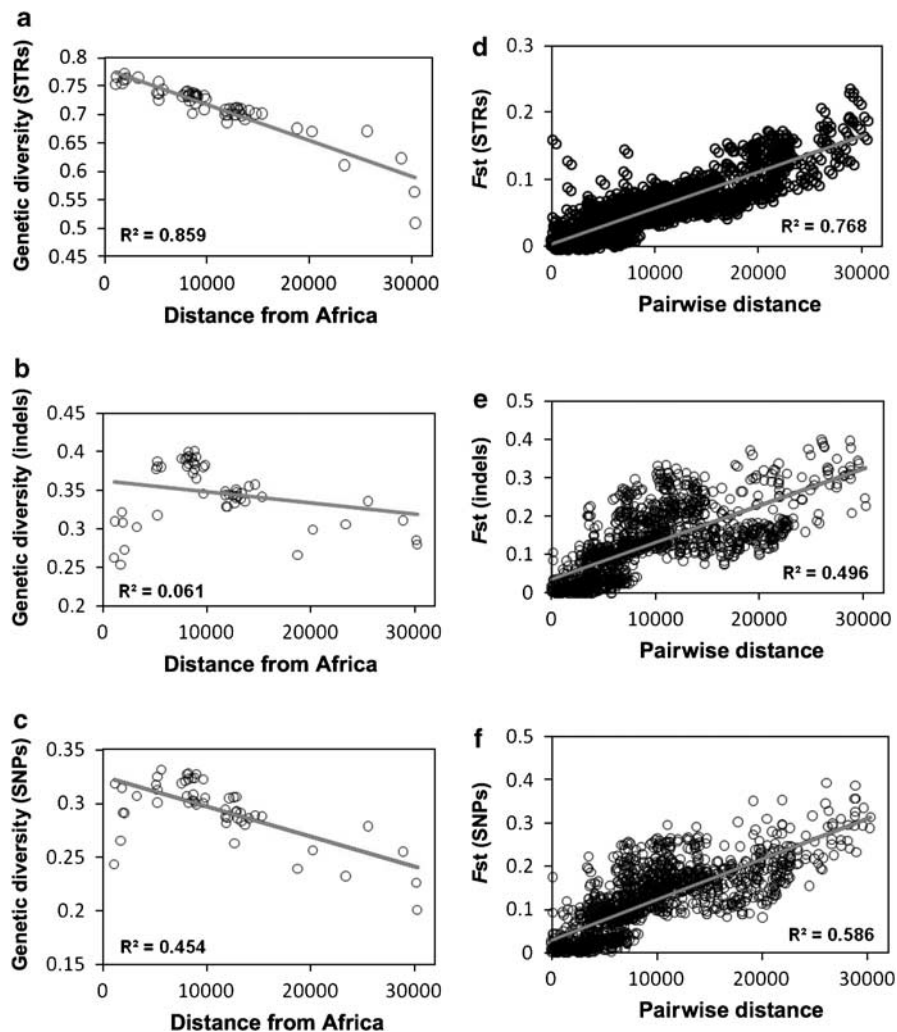 a
Genetic diversity (STRs)
0.8
0.75
0.7
0.65
0.6
0.55
0.5
0.45
R² = 0.859
0 10000 20000 30000
Distance from Africa
b
Genetic diversity (indels)
0.45
0.4
0.35
0.3
0.25
0.2
R² = 0.061
0 10000 20000 30000
Distance from Africa
c
Genetic diversity (SNPs)
0.35
0.3
0.25
0.2
0.15
R² = 0.454
0 10000 20000 30000
Distance from Africa
d
Fst (STRs)
0.3
0.2
0.1
0
R² = 0.768
0 10000 20000 30000
Pairwise distance
e
Fst (indels)
0.5
0.4
0.3
0.2
0.1
0
R² = 0.496
0 10000 20000 30000
Pairwise distance
f
Fst (SNPs)
0.5
0.4
0.3
0.2
0.1
0
R² = 0.586
0 10000 20000 30000
Pairwise distance